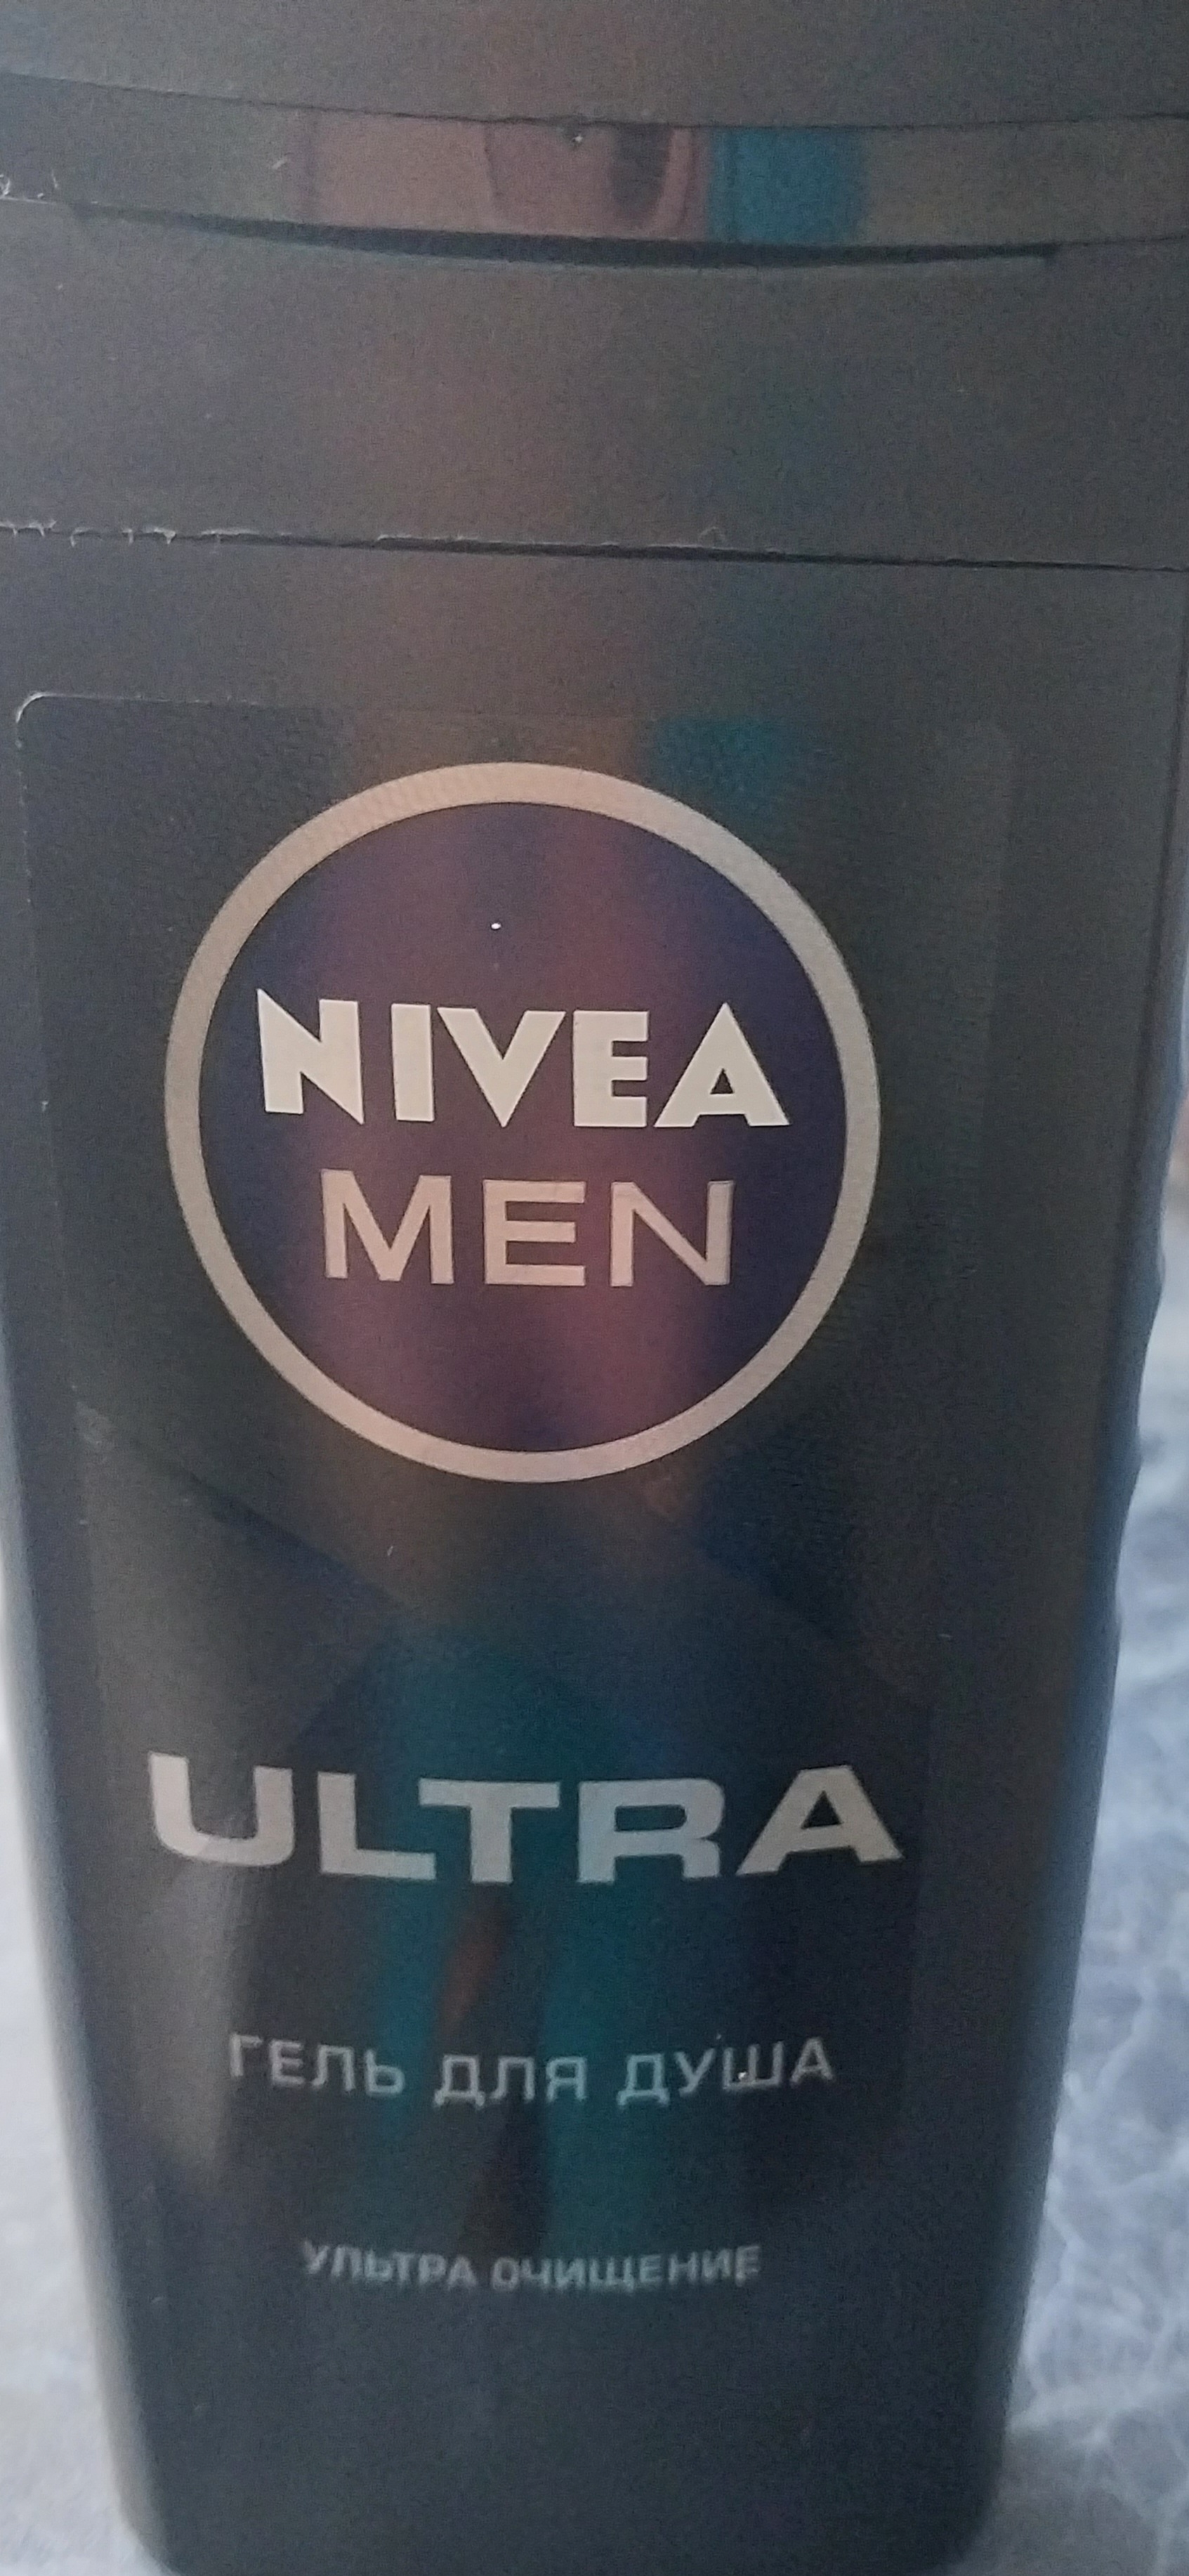 NIVEA
MEN
ULTRA
ГЕЛЬ ДЛЯ ДУША
УЛЬТРА ОЧИЩЕНИЕ